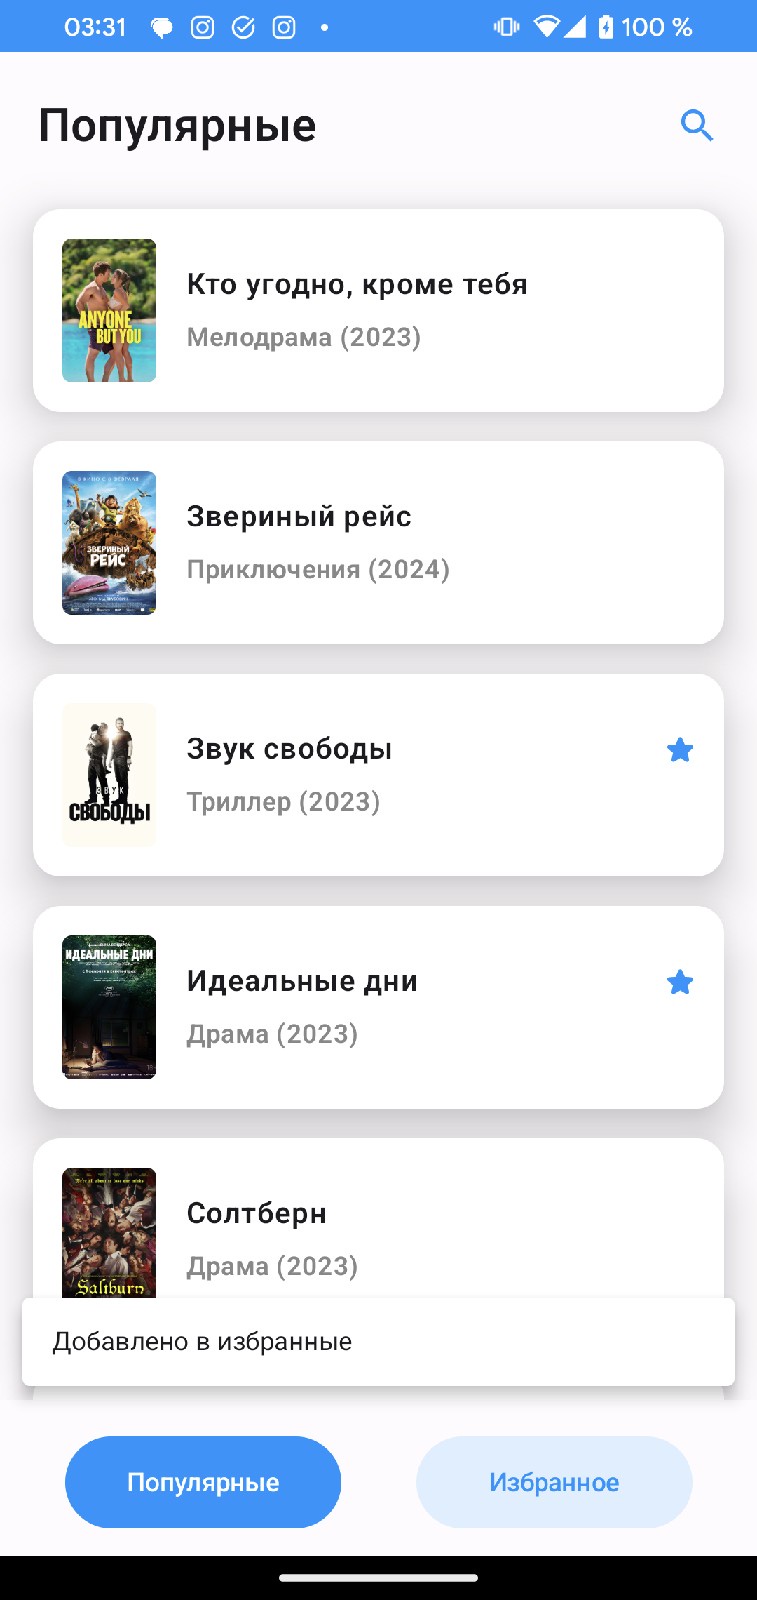 03:31
100 %
Популярные
ANYONE
BUT YOU
Кто угодно, кроме тебя
Мелодрама (2023)
ЗВЕРИНЫЙ
РЕЙС
Звериный рейс
Приключения (2024)
ЗВУК
СВОБОДЫ
Звук свободы
Триллер (2023)
ИДЕАЛЬНЫЕ ДНИ
Идеальные дни
Драма (2023)
Saltburn
Солтберн
Драма (2023)
Добавлено в избранные
Популярные
Избранное